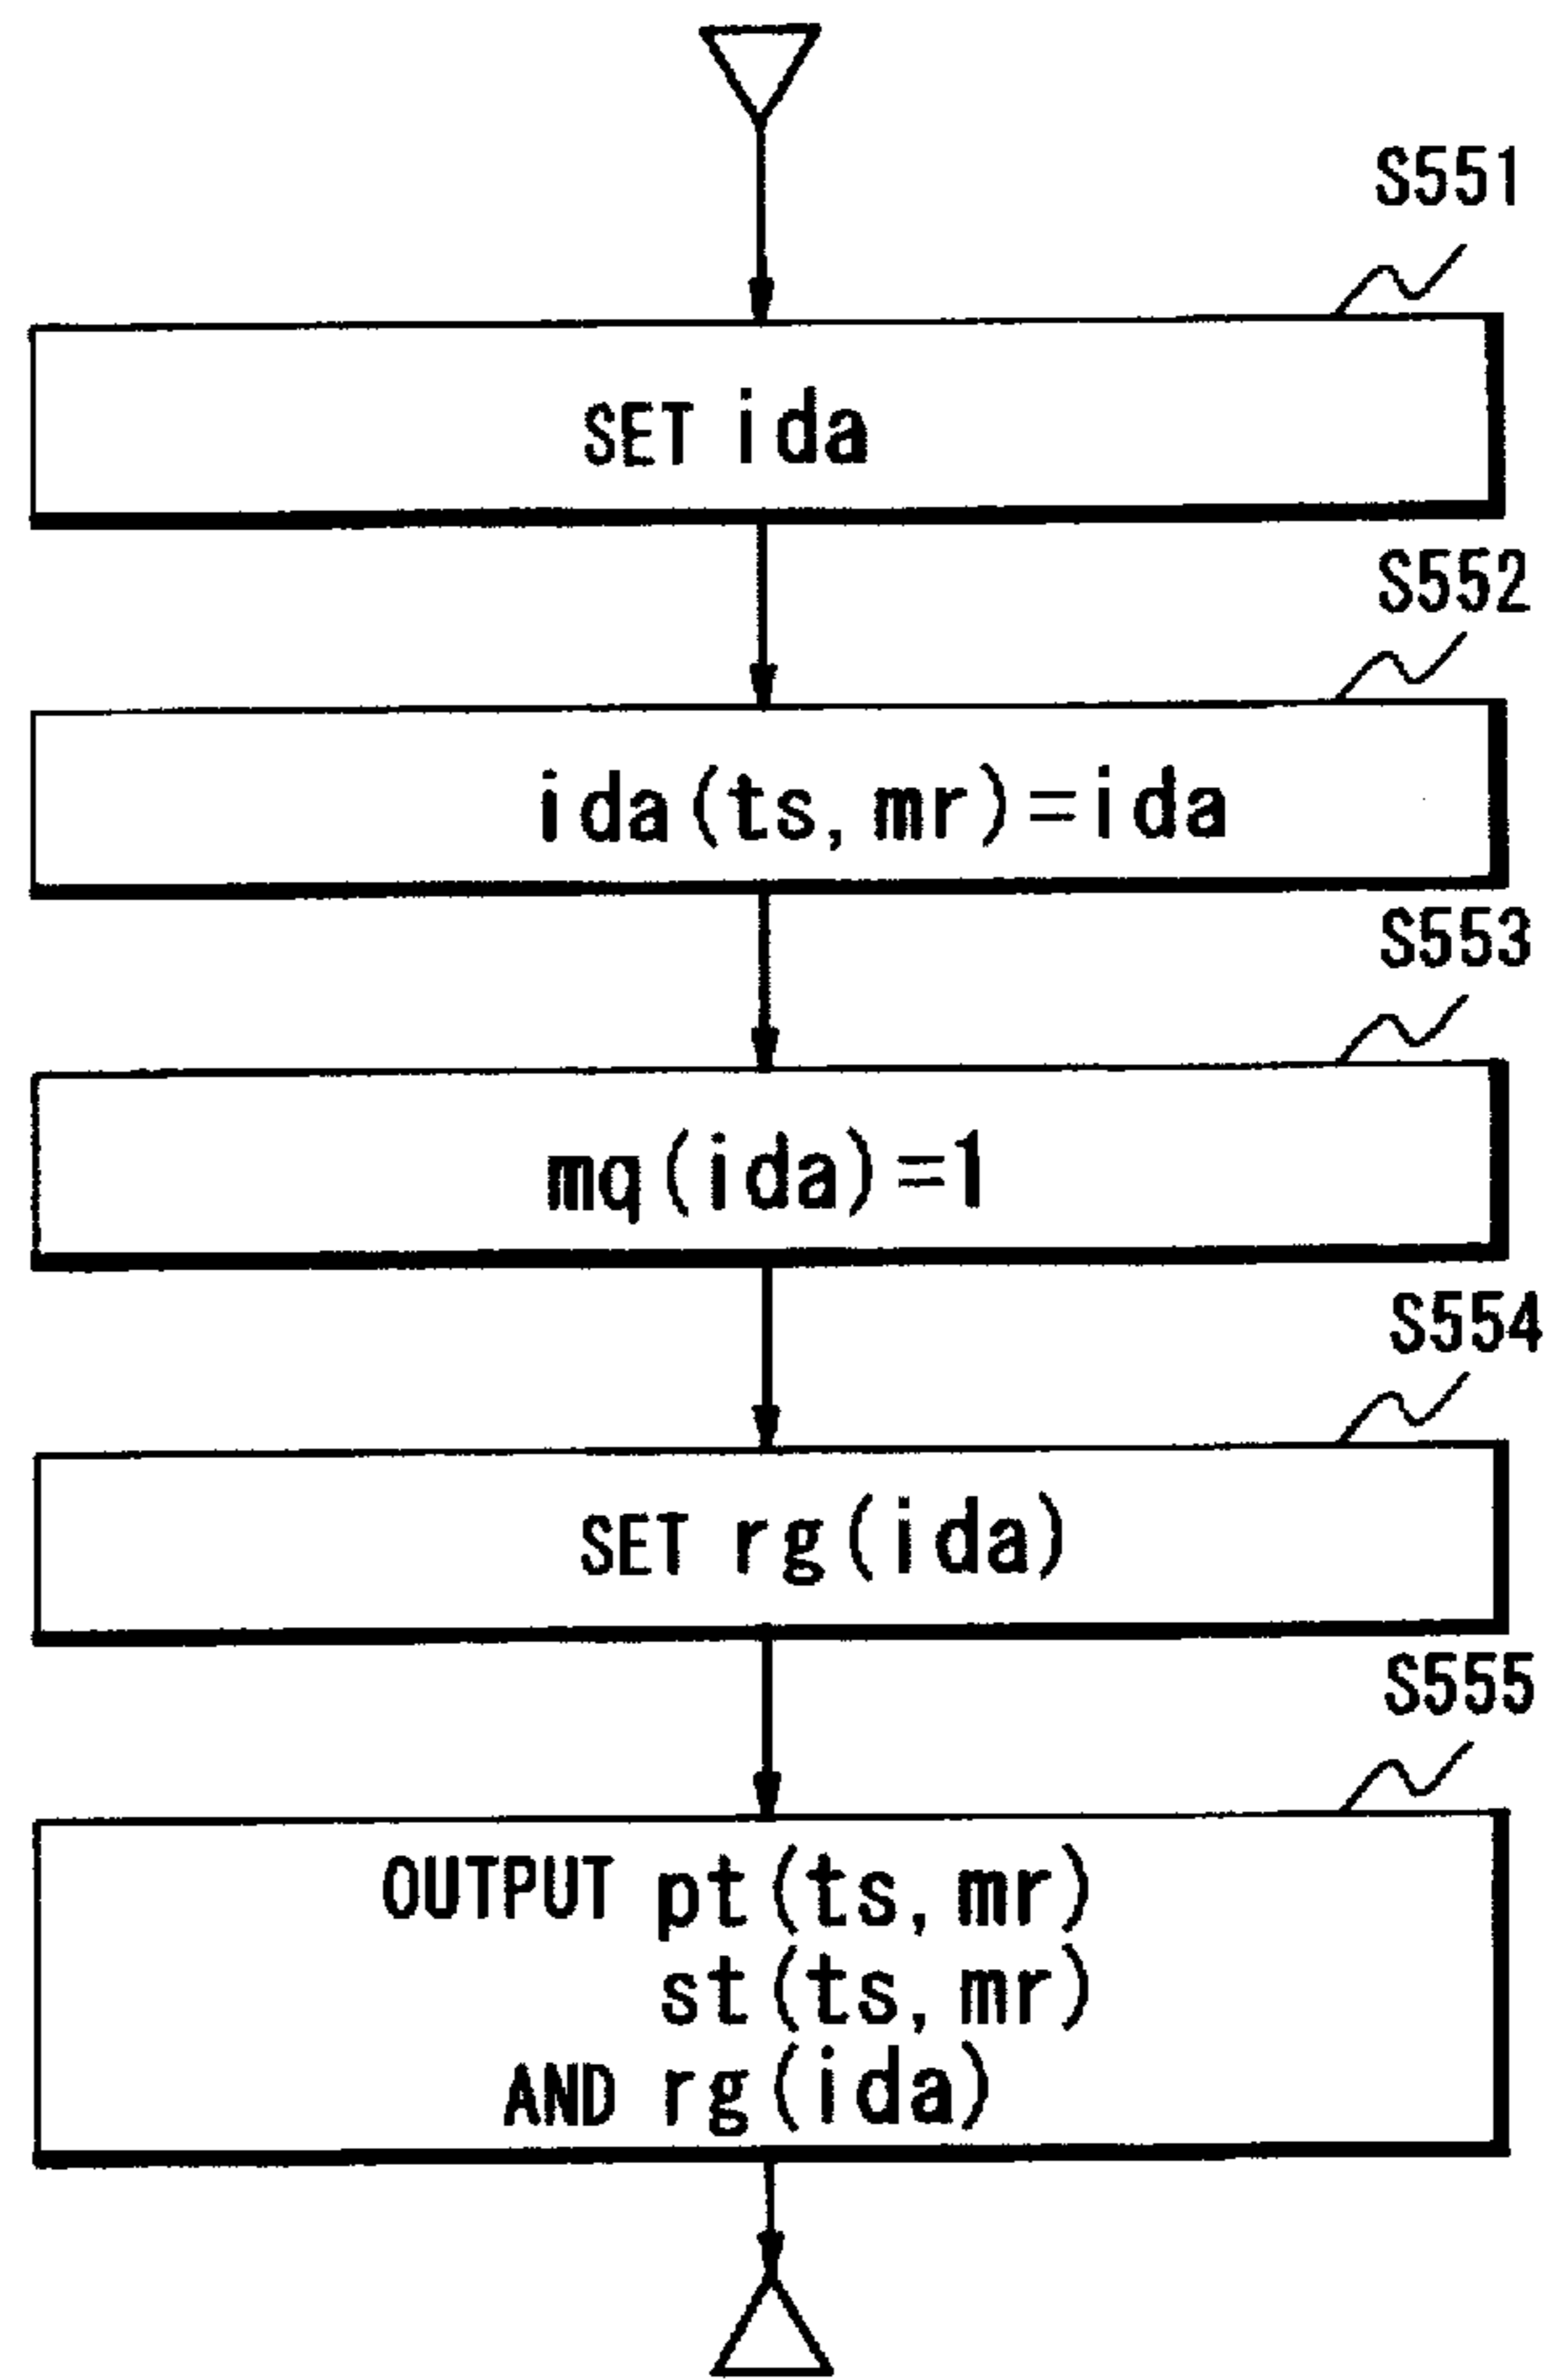 S551
SET ida
S552
ida(ts,mr)=ida
S553
mq(ida)=1
S554
SET rg(ida)
S555
OUTPUT pt(ts,mr)
st(ts,mr)
AND rg(ida)